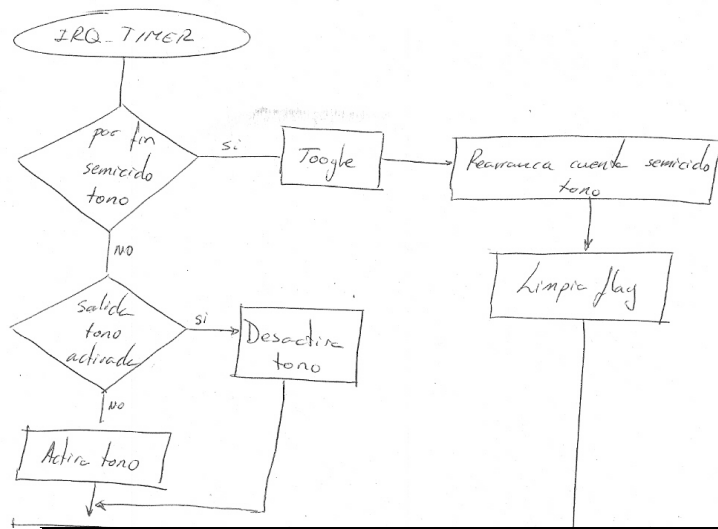 IRQ_TIMER
por fin
semiciclo
tono
si
Toogle
Rearranca cuenta semiciclo
tono
Limpia flag
NO
Salida
tono
activada
si
Desactiva
tono
NO
Activa tono